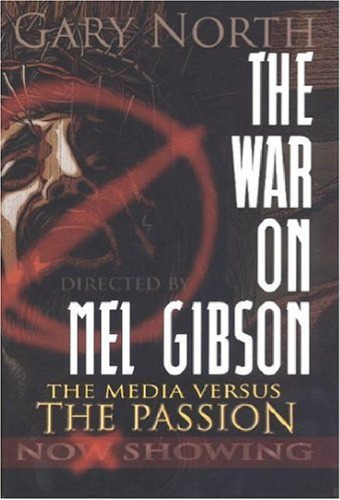 GARY NORTH
THE
WAR
ON
DIRECTED BY
MEL GIBSON
THE MEDIA VERSUS
THE PASSION
NOW SHOWING